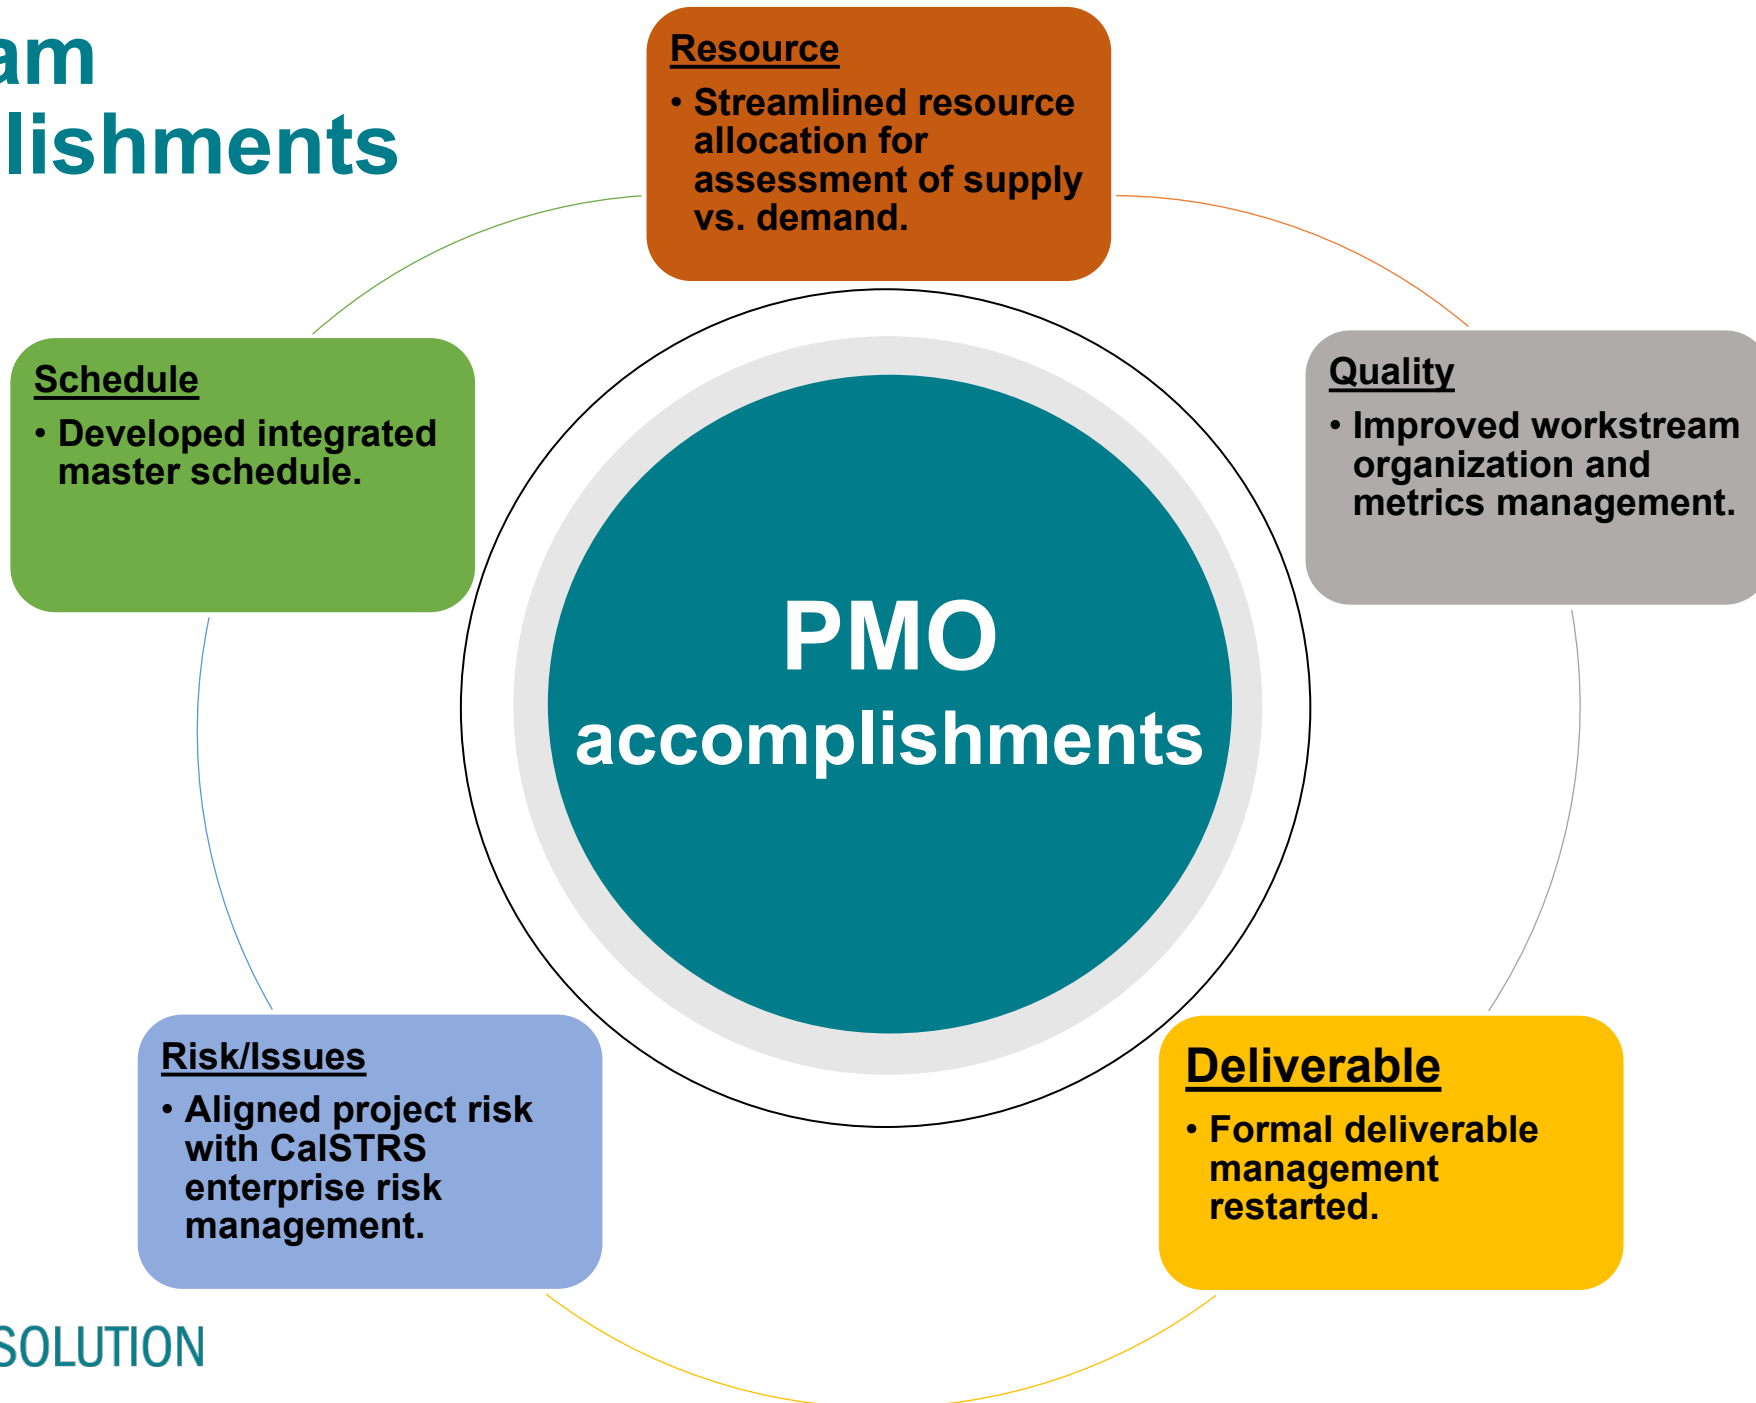 am
lishments
Resource
• Streamlined resource
allocation for
assessment of supply
vs. demand.
Schedule
• Developed integrated
master schedule.
Quality
• Improved workstream
organization and
metrics management.
PMO
accomplishments
Risk/Issues
• Aligned project risk
with CalSTRS
enterprise risk
management.
Deliverable
• Formal deliverable
management
restarted.
SOLUTION